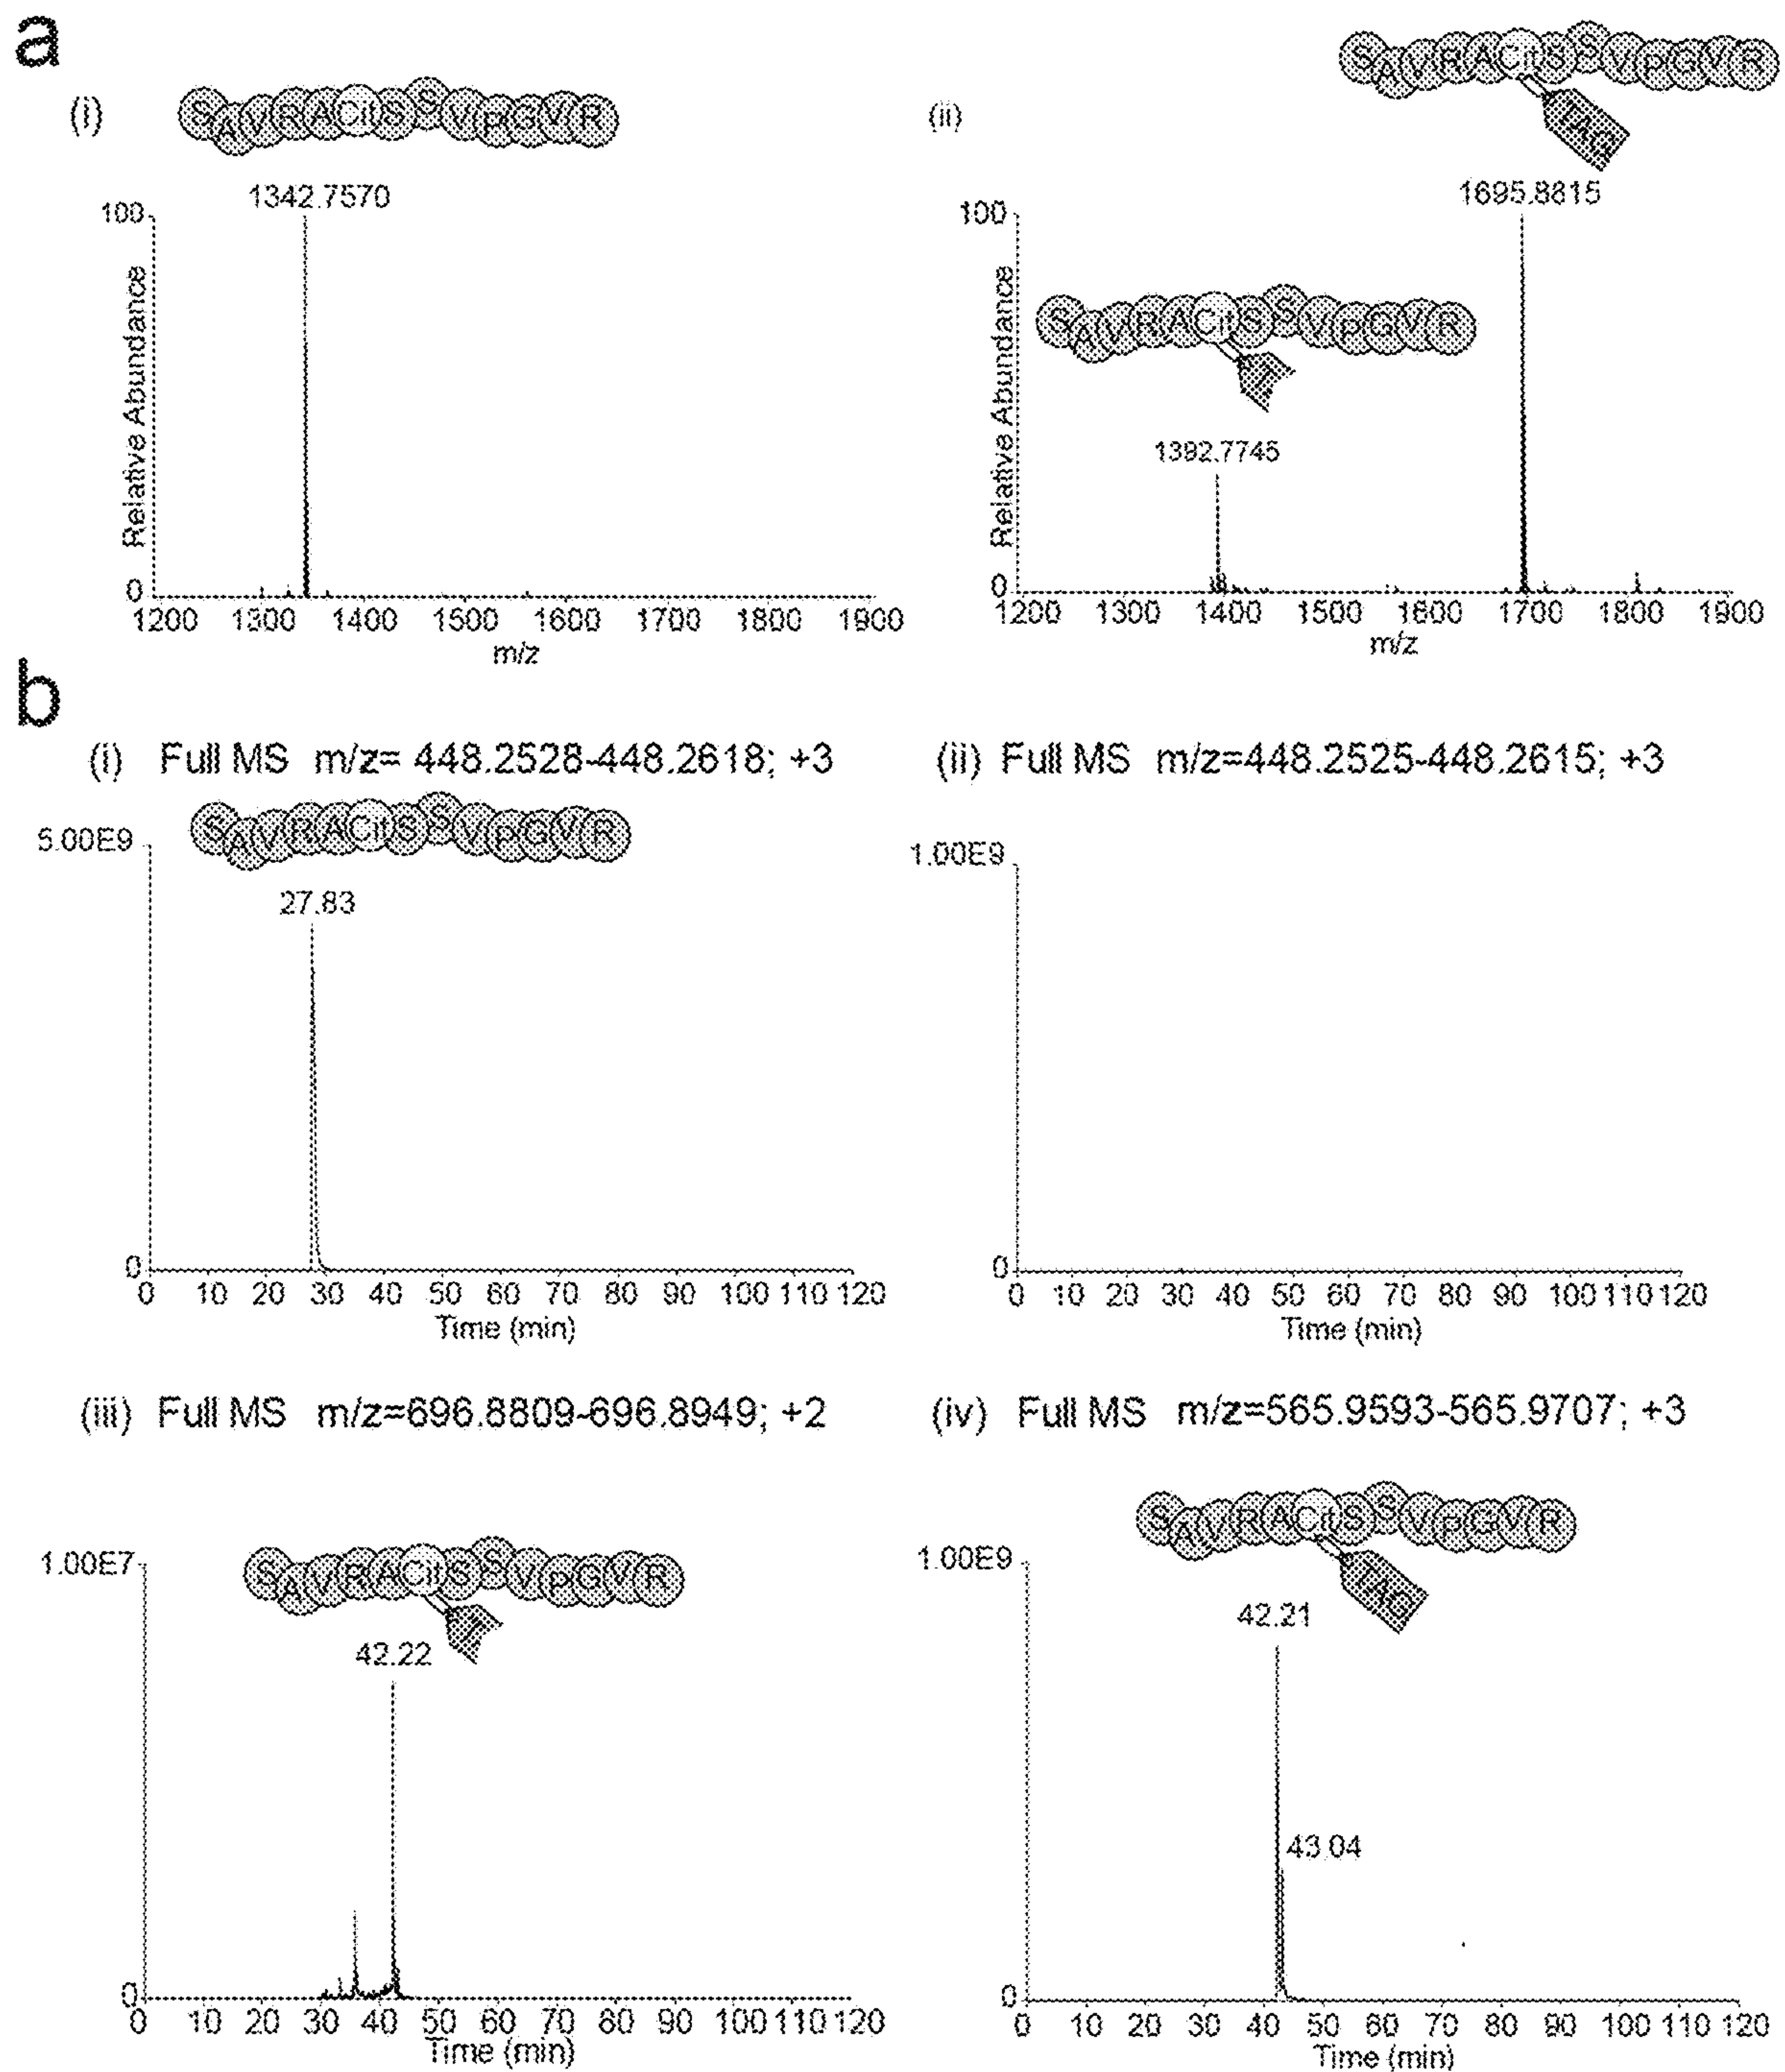 a
(i)
S A V R A Cit S S V P G V R
1342.7570
100
Relative Abundance
0
1200 1300 1400 1500 1600 1700 1800 1900
m/z
(ii)
S A V R A Cit S S V P G V R
TAG
1695.8815
100
S A V R A Cit S S V P G V R
1392.7745
Relative Abundance
0
1200 1300 1400 1500 1600 1700 1800 1900
m/z
b
(i) Full MS m/z= 448.2528-448.2618; +3
S A V R A Cit S S V P G V R
5.00E9
27.83
0
0 10 20 30 40 50 60 70 80 90 100 110 120
Time (min)
(ii) Full MS m/z=448.2525-448.2615; +3
1.00E9
0
0 10 20 30 40 50 60 70 80 90 100 110 120
Time (min)
(iii) Full MS m/z=696.8809-696.8949; +2
S A V R A Cit S S V P G V R
1.00E7
42.22
0
0 10 20 30 40 50 60 70 80 90 100 110 120
Time (min)
(iv) Full MS m/z=565.9593-565.9707; +3
S A V R A Cit S S V P G V R
TAG
1.00E9
42.21
43.04
0
0 10 20 30 40 50 60 70 80 90 100 110 120
Time (min)